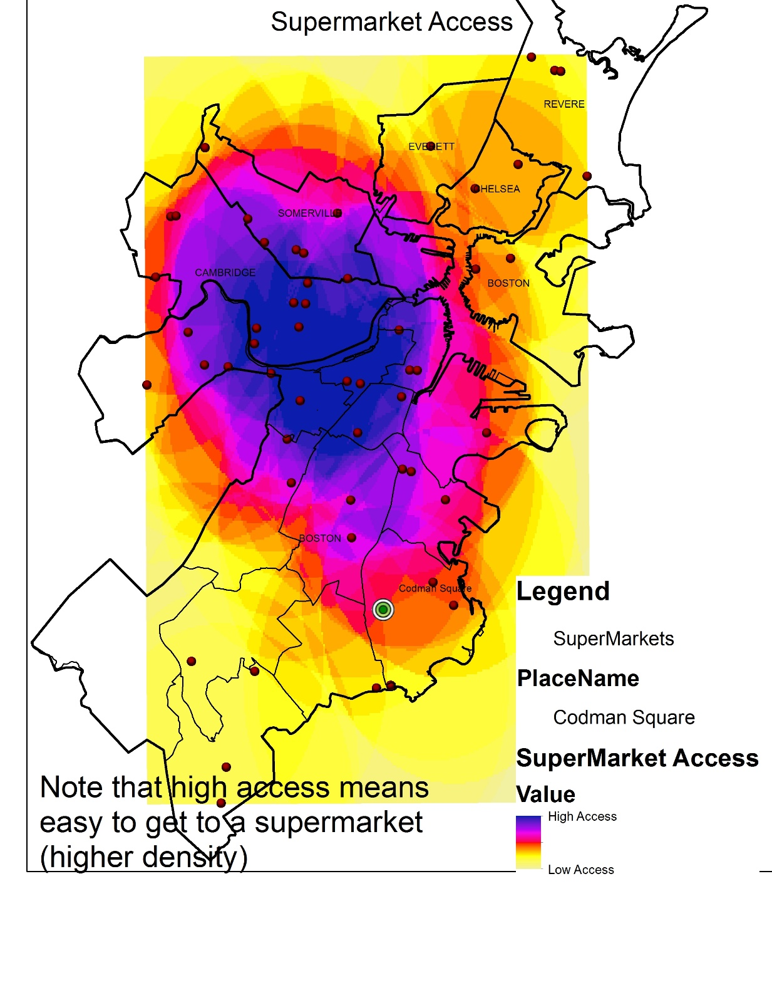 Supermarket Access
REVERE
EVERETT
CHELSEA
SOMERVILLE
CAMBRIDGE
BOSTON
BOSTON
Codman Square
Legend
SuperMarkets
PlaceName
Codman Square
SuperMarket Access
Value
High Access
Low Access
Note that high access means
easy to get to a supermarket
(higher density)